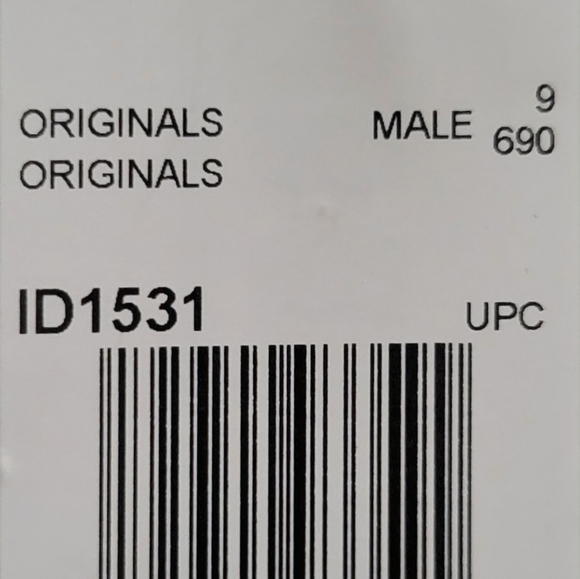 ORIGINALS MALE 9
690
ORIGINALS
ID1531 UPC